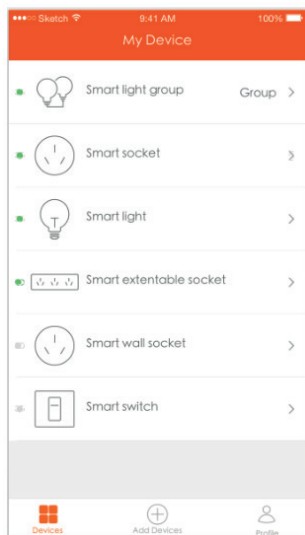 Sketch 9:41 AM 100%
My Device
Smart light group Group >
Smart socket >
Smart light >
Smart extentable socket >
Smart wall socket >
Smart switch >
Devices Add Devices Profile